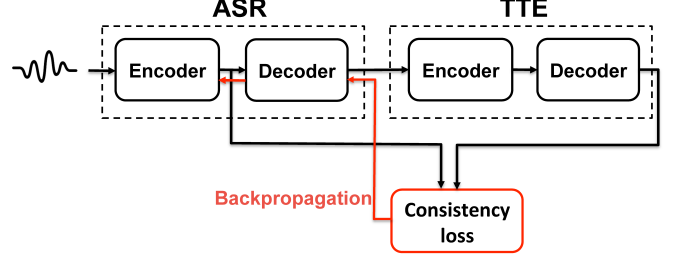 ASR
TTE
Encoder
Decoder
Encoder
Decoder
Backpropagation
Consistency
loss